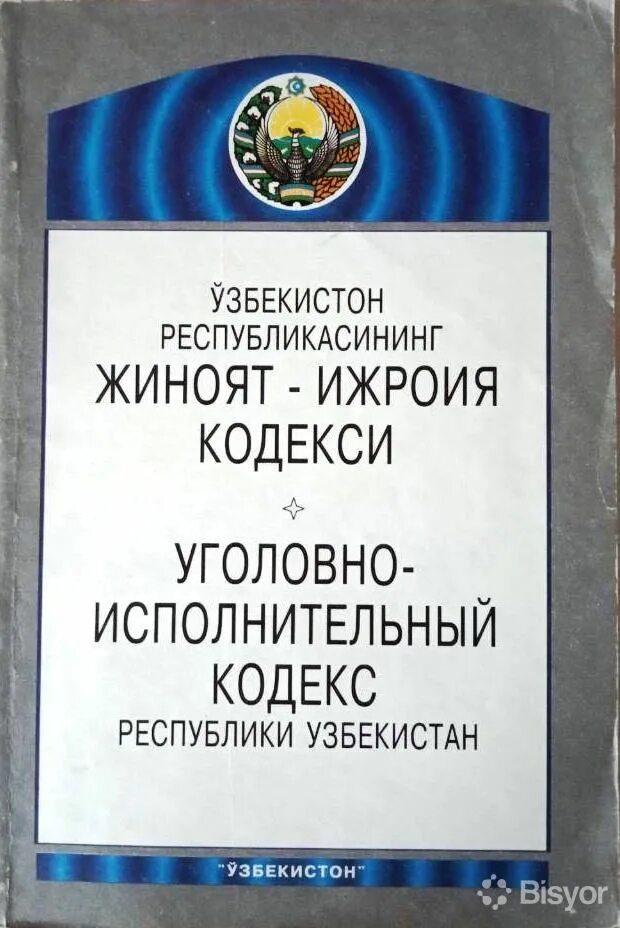 ЎЗБЕКИСТОН
РЕСПУБЛИКАСИНИНГ
ЖИНОЯТ - ИЖРОИЯ
КОДЕКСИ
УГОЛОВНО-
ИСПОЛНИТЕЛЬНЫЙ
КОДЕКС
РЕСПУБЛИКИ УЗБЕКИСТАН
"ЎЗБЕКИСТОН"
Bisyor